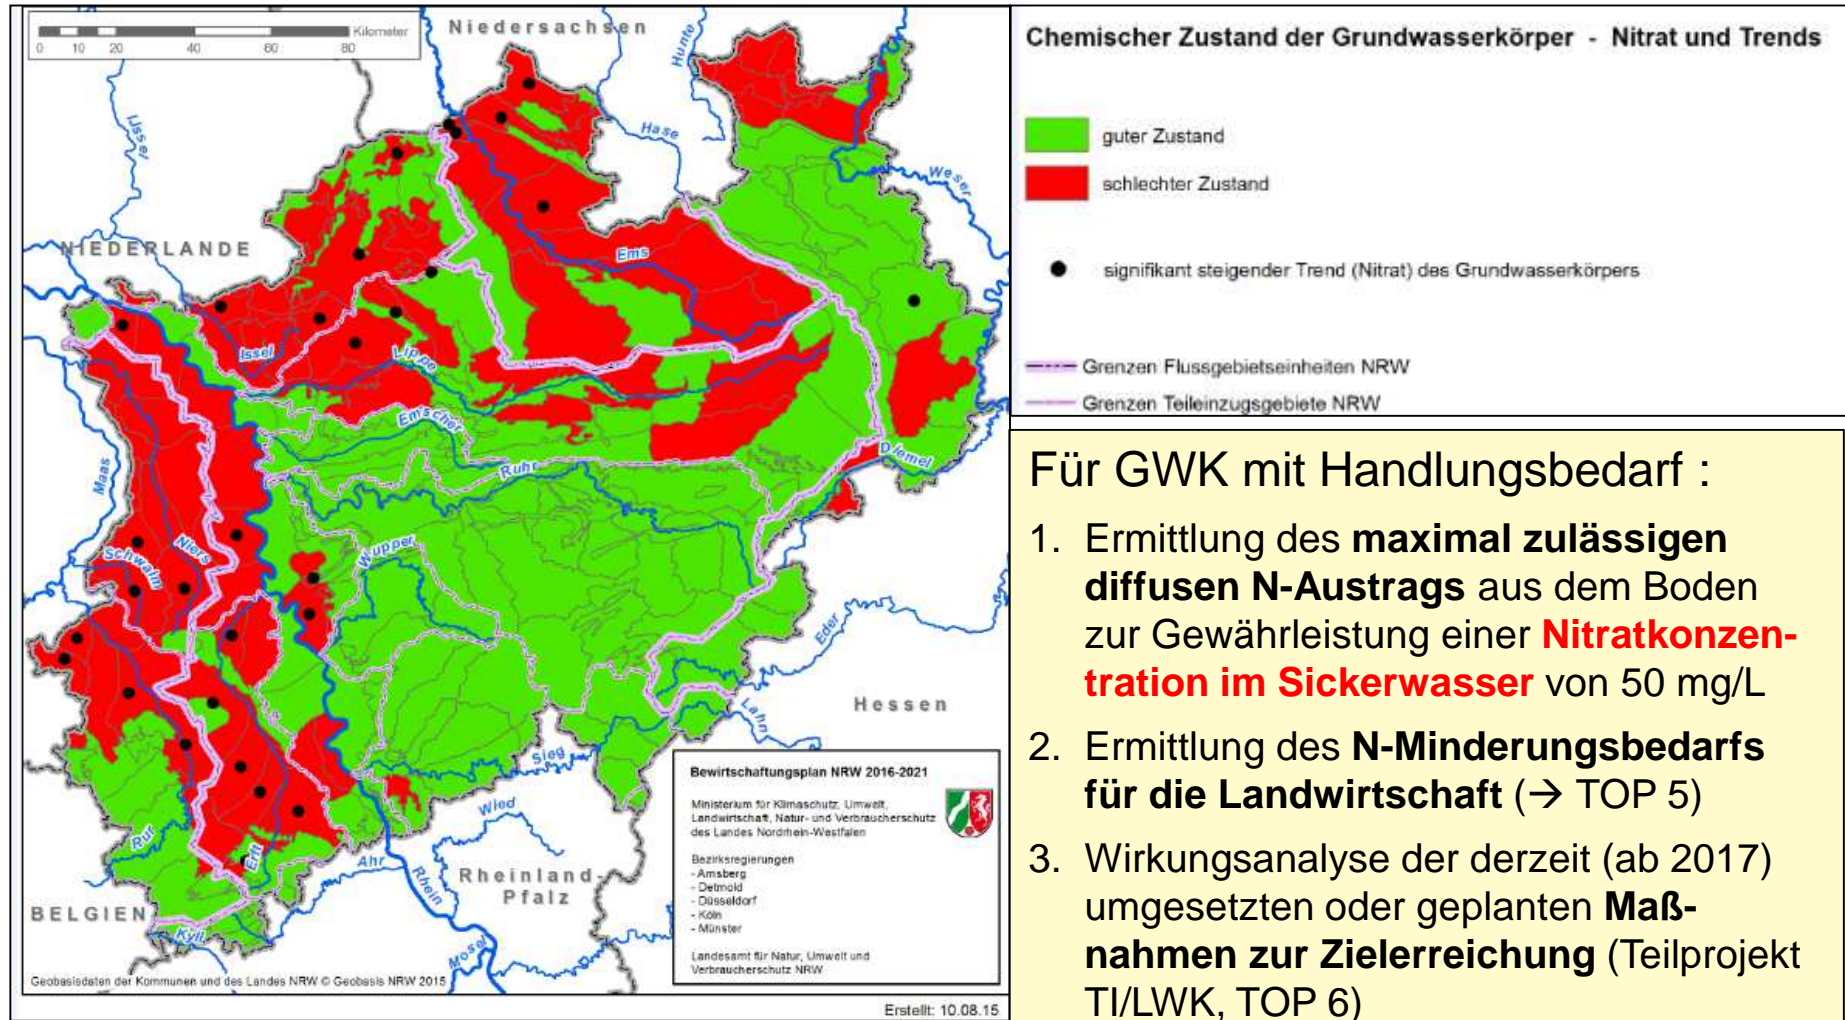 Niedersachsen
Kilometer
0 10 20 40 60 80
Hunte
IJssel
Hase
Weser
NIEDERLANDE
Ems
Issel
Lippe
Emscher
Ruhr
Diemel
Maas
Schwalm
Niers
Wupper
Eder
Hessen
Lahn
Sieg
Wied
Rur
Erft
Ahr
Rhein
Rheinland-
Pfalz
BELGIEN
Kyll
Mosel
Bewirtschaftungsplan NRW 2016-2021
Ministerium für Klimaschutz, Umwelt,
Landwirtschaft, Natur- und Verbraucherschutz
des Landes Nordrhein-Westfalen
Bezirksregierungen
- Arnsberg
- Detmold
- Düsseldorf
- Köln
- Münster
Landesamt für Natur, Umwelt und
Verbraucherschutz NRW
Geobasisdaten der Kommunen und des Landes NRW © Geobasis NRW 2015
Erstellt: 10.08.15
Chemischer Zustand der Grundwasserkörper - Nitrat und Trends
guter Zustand
schlechter Zustand
signifikant steigender Trend (Nitrat) des Grundwasserkörpers
Grenzen Flussgebietseinheiten NRW
Grenzen Teileinzugsgebiete NRW
Für GWK mit Handlungsbedarf :
1. Ermittlung des maximal zulässigen
diffusen N-Austrags aus dem Boden
zur Gewährleistung einer Nitratkonzen-
tration im Sickerwasser von 50 mg/L
2. Ermittlung des N-Minderungsbedarfs
für die Landwirtschaft (→ TOP 5)
3. Wirkungsanalyse der derzeit (ab 2017)
umgesetzten oder geplanten Maß-
nahmen zur Zielerreichung (Teilprojekt
TI/LWK, TOP 6)